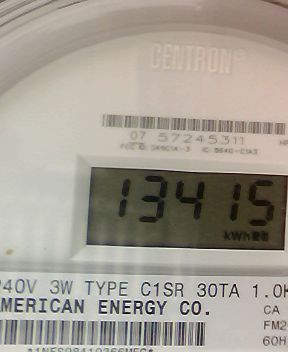 CENTRON®
07 57245311
13415
kWh
240V 3W TYPE C1SR 30TA 1.0K
AMERICAN ENERGY CO.
CA
FM2
60H